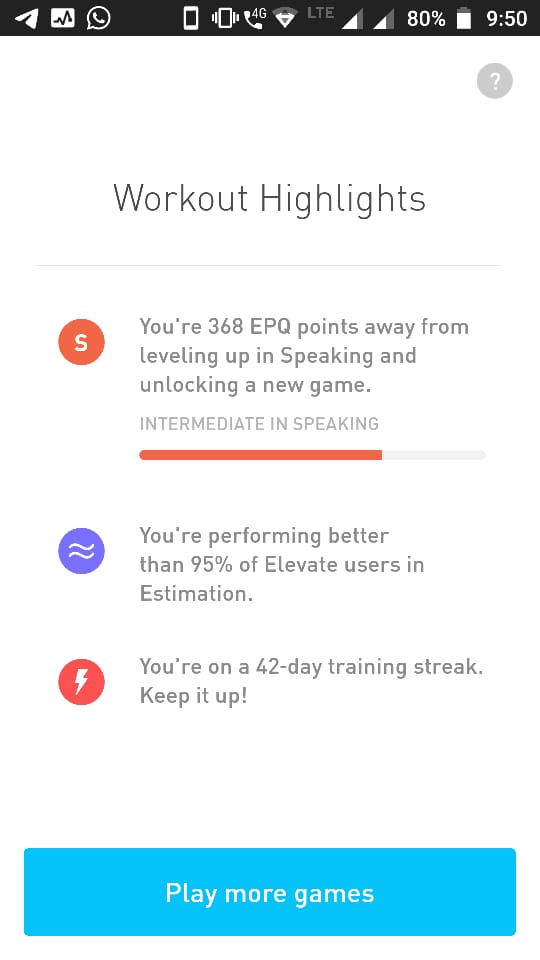 4G LTE 80% 9:50
?
Workout Highlights
S
You're 368 EPQ points away from
leveling up in Speaking and
unlocking a new game.
INTERMEDIATE IN SPEAKING
You're performing better
than 95% of Elevate users in
Estimation.
You're on a 42-day training streak.
Keep it up!
Play more games